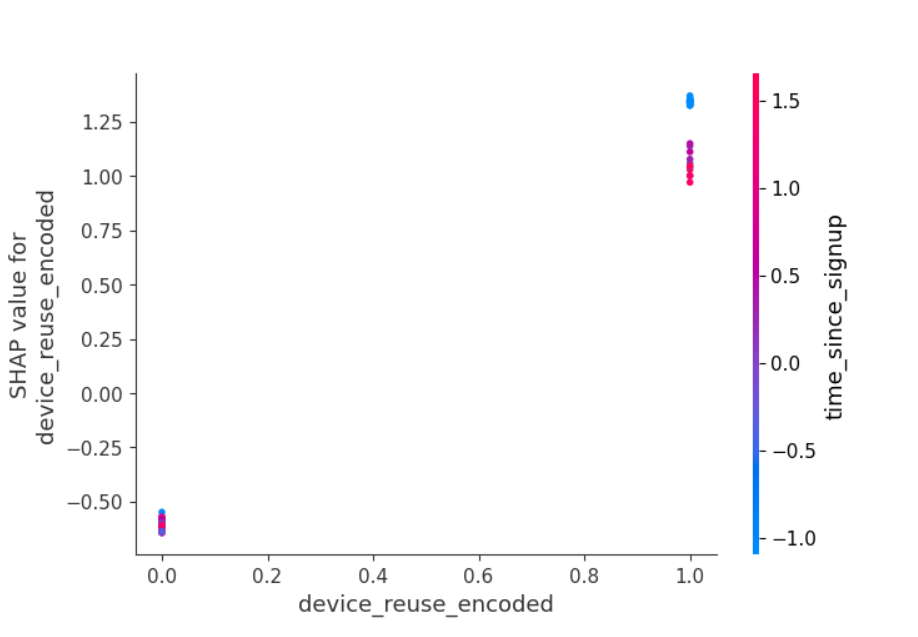 SHAP value for
device_reuse_encoded
1.25
1.00
0.75
0.50
0.25
0.00
−0.25
−0.50
0.0 0.2 0.4 0.6 0.8 1.0
device_reuse_encoded
1.5
1.0
0.5
0.0
−0.5
−1.0
time_since_signup